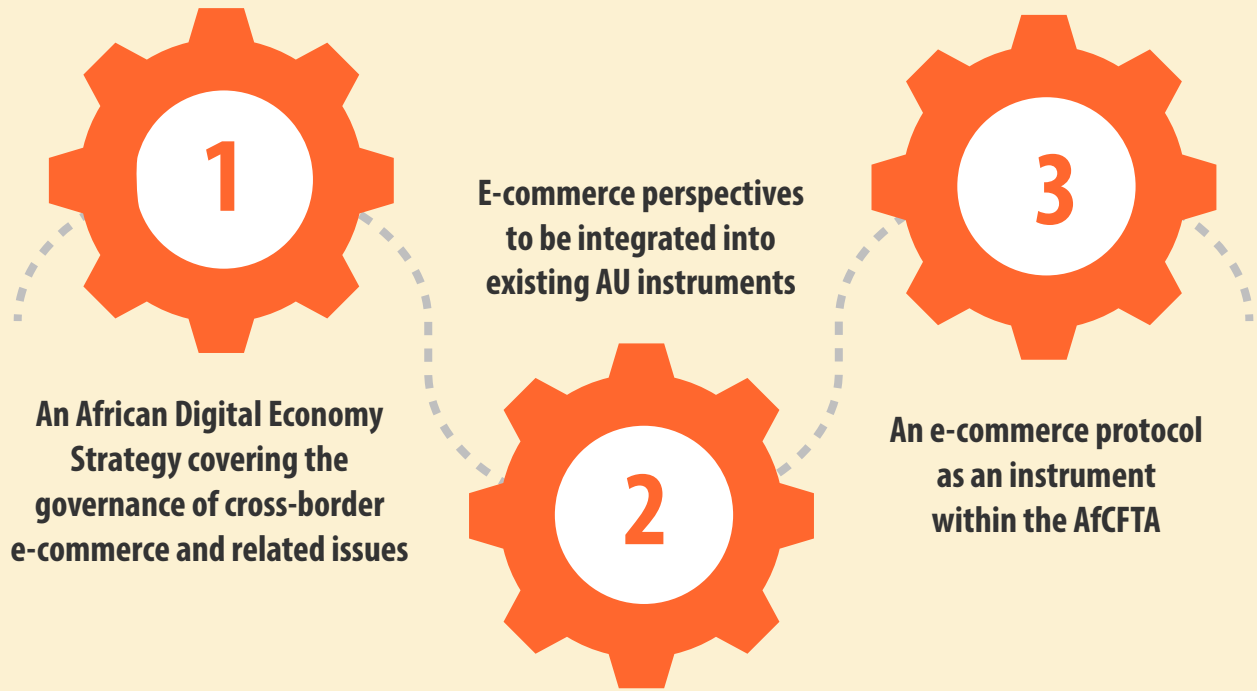 1
An African Digital Economy
Strategy covering the
governance of cross-border
e-commerce and related issues
E-commerce perspectives
to be integrated into
existing AU instruments
2
3
An e-commerce protocol
as an instrument
within the AfCFTA